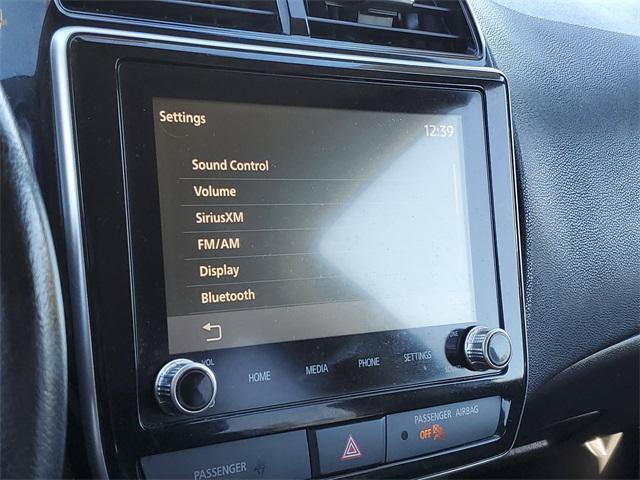 Settings
12:39
Sound Control
Volume
SiriusXM
FM/AM
Display
Bluetooth
VOL
HOME
MEDIA
PHONE
SETTINGS
PASSENGER AIRBAG
OFF
PASSENGER